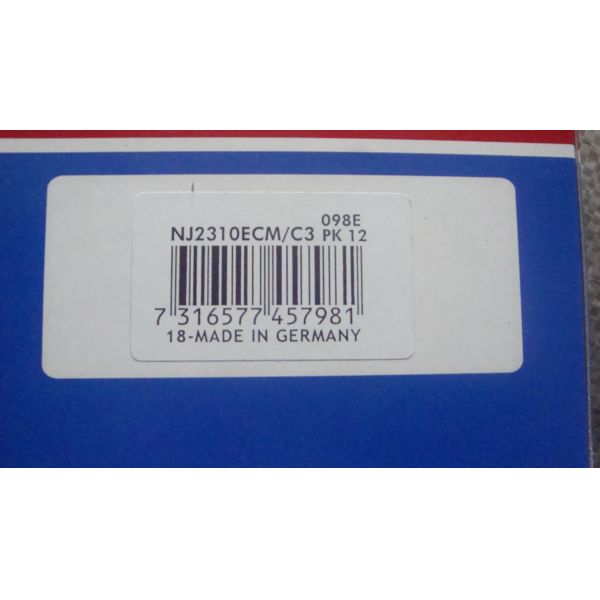 098E
NJ2310ECM/C3 PK 12
7 316577 457981
18-MADE IN GERMANY